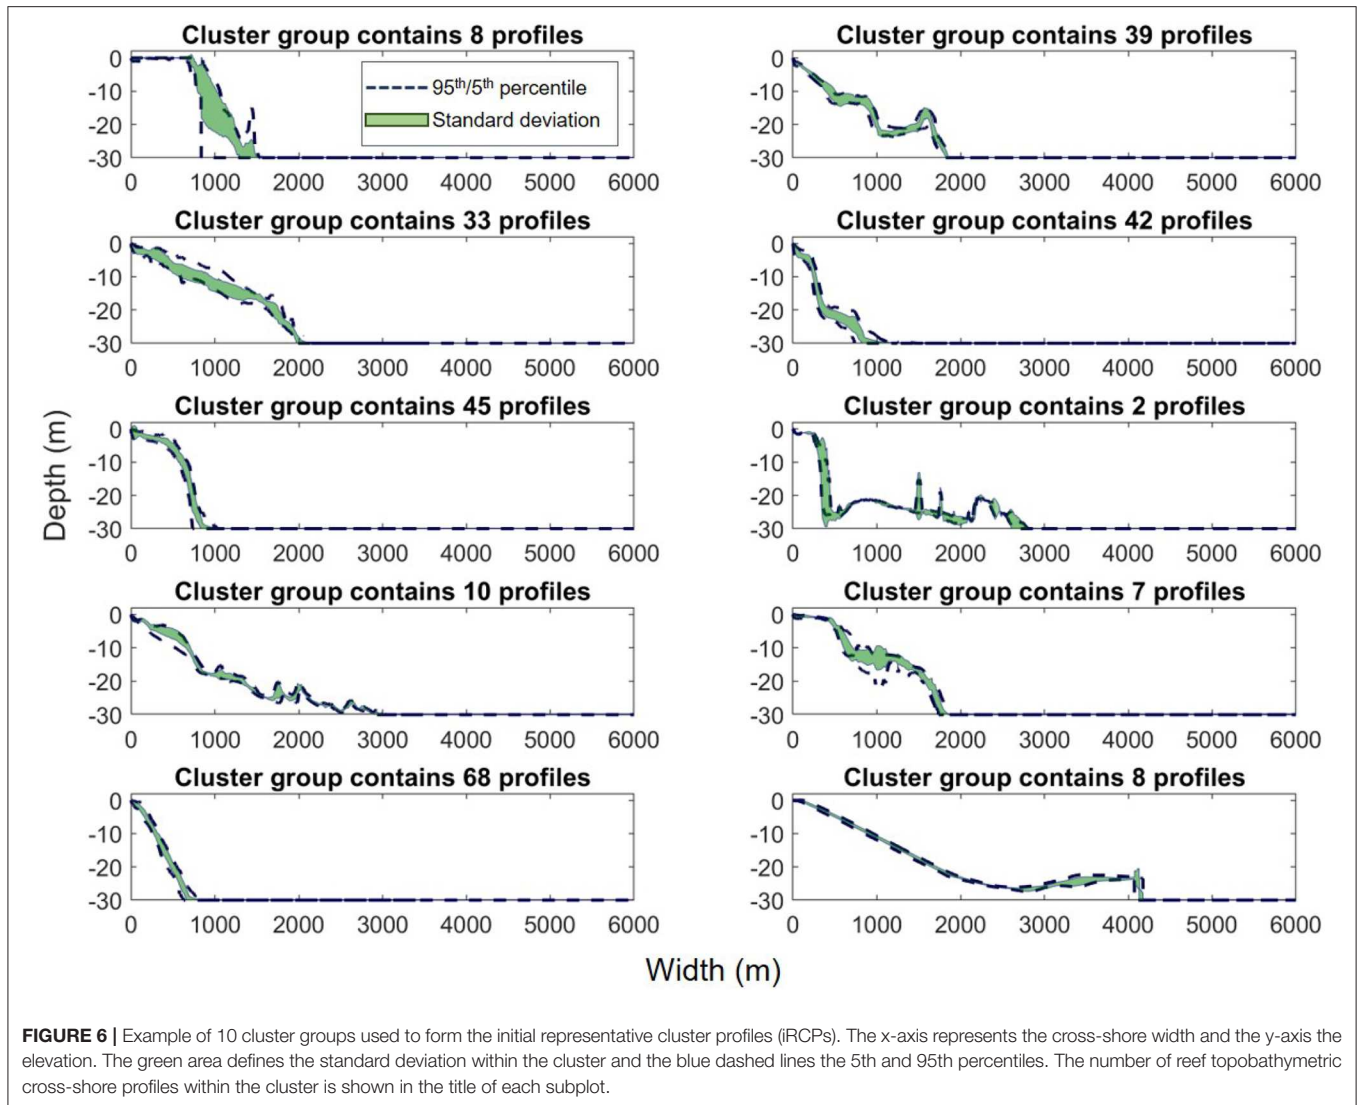 Cluster group contains 8 profiles
0
-10
-20
-30
95th/5th percentile
Standard deviation
0 1000 2000 3000 4000 5000 6000
Cluster group contains 39 profiles
0
-10
-20
-30
0 1000 2000 3000 4000 5000 6000
Cluster group contains 33 profiles
0
-10
-20
-30
0 1000 2000 3000 4000 5000 6000
Cluster group contains 42 profiles
0
-10
-20
-30
0 1000 2000 3000 4000 5000 6000
Depth (m)
Cluster group contains 45 profiles
0
-10
-20
-30
0 1000 2000 3000 4000 5000 6000
Cluster group contains 2 profiles
0
-10
-20
-30
0 1000 2000 3000 4000 5000 6000
Cluster group contains 10 profiles
0
-10
-20
-30
0 1000 2000 3000 4000 5000 6000
Cluster group contains 7 profiles
0
-10
-20
-30
0 1000 2000 3000 4000 5000 6000
Cluster group contains 68 profiles
0
-10
-20
-30
0 1000 2000 3000 4000 5000 6000
Cluster group contains 8 profiles
0
-10
-20
-30
0 1000 2000 3000 4000 5000 6000
Width (m)
FIGURE 6 | Example of 10 cluster groups used to form the initial representative cluster profiles (iRCPs). The x-axis represents the cross-shore width and the y-axis the
elevation. The green area defines the standard deviation within the cluster and the blue dashed lines the 5th and 95th percentiles. The number of reef topobathymetric
cross-shore profiles within the cluster is shown in the title of each subplot.